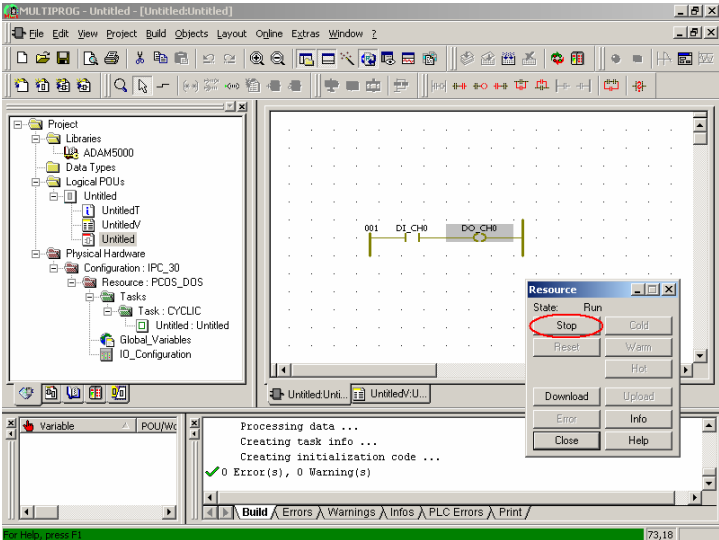 MULTIPROG - Untitled - [Untitled:Untitled]
File Edit View Project Build Objects Layout Online Extras Window ?
Project
Libraries
ADAM5000
Data Types
Logical POUs
Untitled
UntitledT
UntitledV
Untitled
Physical Hardware
Configuration : IPC_30
Resource : PCOS_DOS
Tasks
Task : CYCLIC
Untitled : Untitled
Global_Variables
IO_Configuration
001 DI_CH0 DO_CH0
Untitled:Unti... UntitledV:U...
Resource
State: Run
Stop Cold
Reset Warm
Hot
Download Upload
Error Info
Close Help
Variable POU/Wo
Processing data ...
Creating task info ...
Creating initialization code ...
0 Error(s), 0 Warning(s)
Build Errors Warnings Infos PLC Errors Print
For Help, press F1
73,18